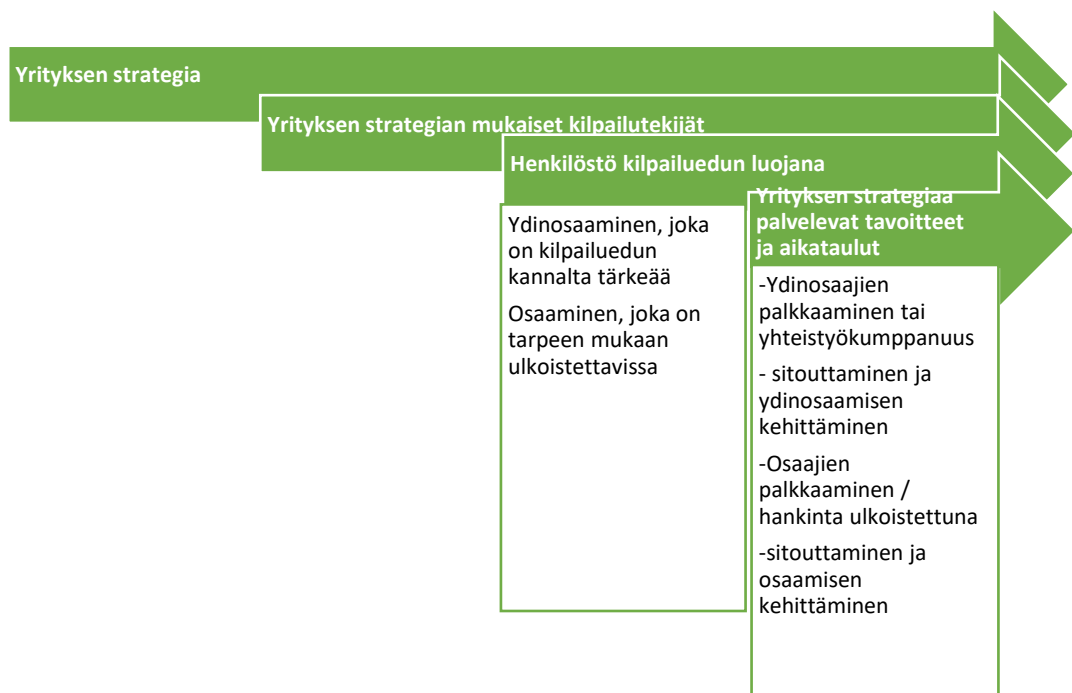 Yrityksen strategia
Yrityksen strategian mukaiset kilpailutekijät
Henkilöstö kilpailuedun luojana
Ydinosaaminen, joka
on kilpailuedun
kannalta tärkeää
Osaaminen, joka on
tarpeen mukaan
ulkoistettavissa
Yrityksen strategiaa
palvelevat tavoitteet
ja aikataulut
-Ydinosaajien
palkkaaminen tai
yhteistyökumppanuus
- sitouttaminen ja
ydinosaamisen
kehittäminen
-Osaajien
palkkaaminen /
hankinta ulkoistettuna
-sitouttaminen ja
osaamisen
kehittäminen